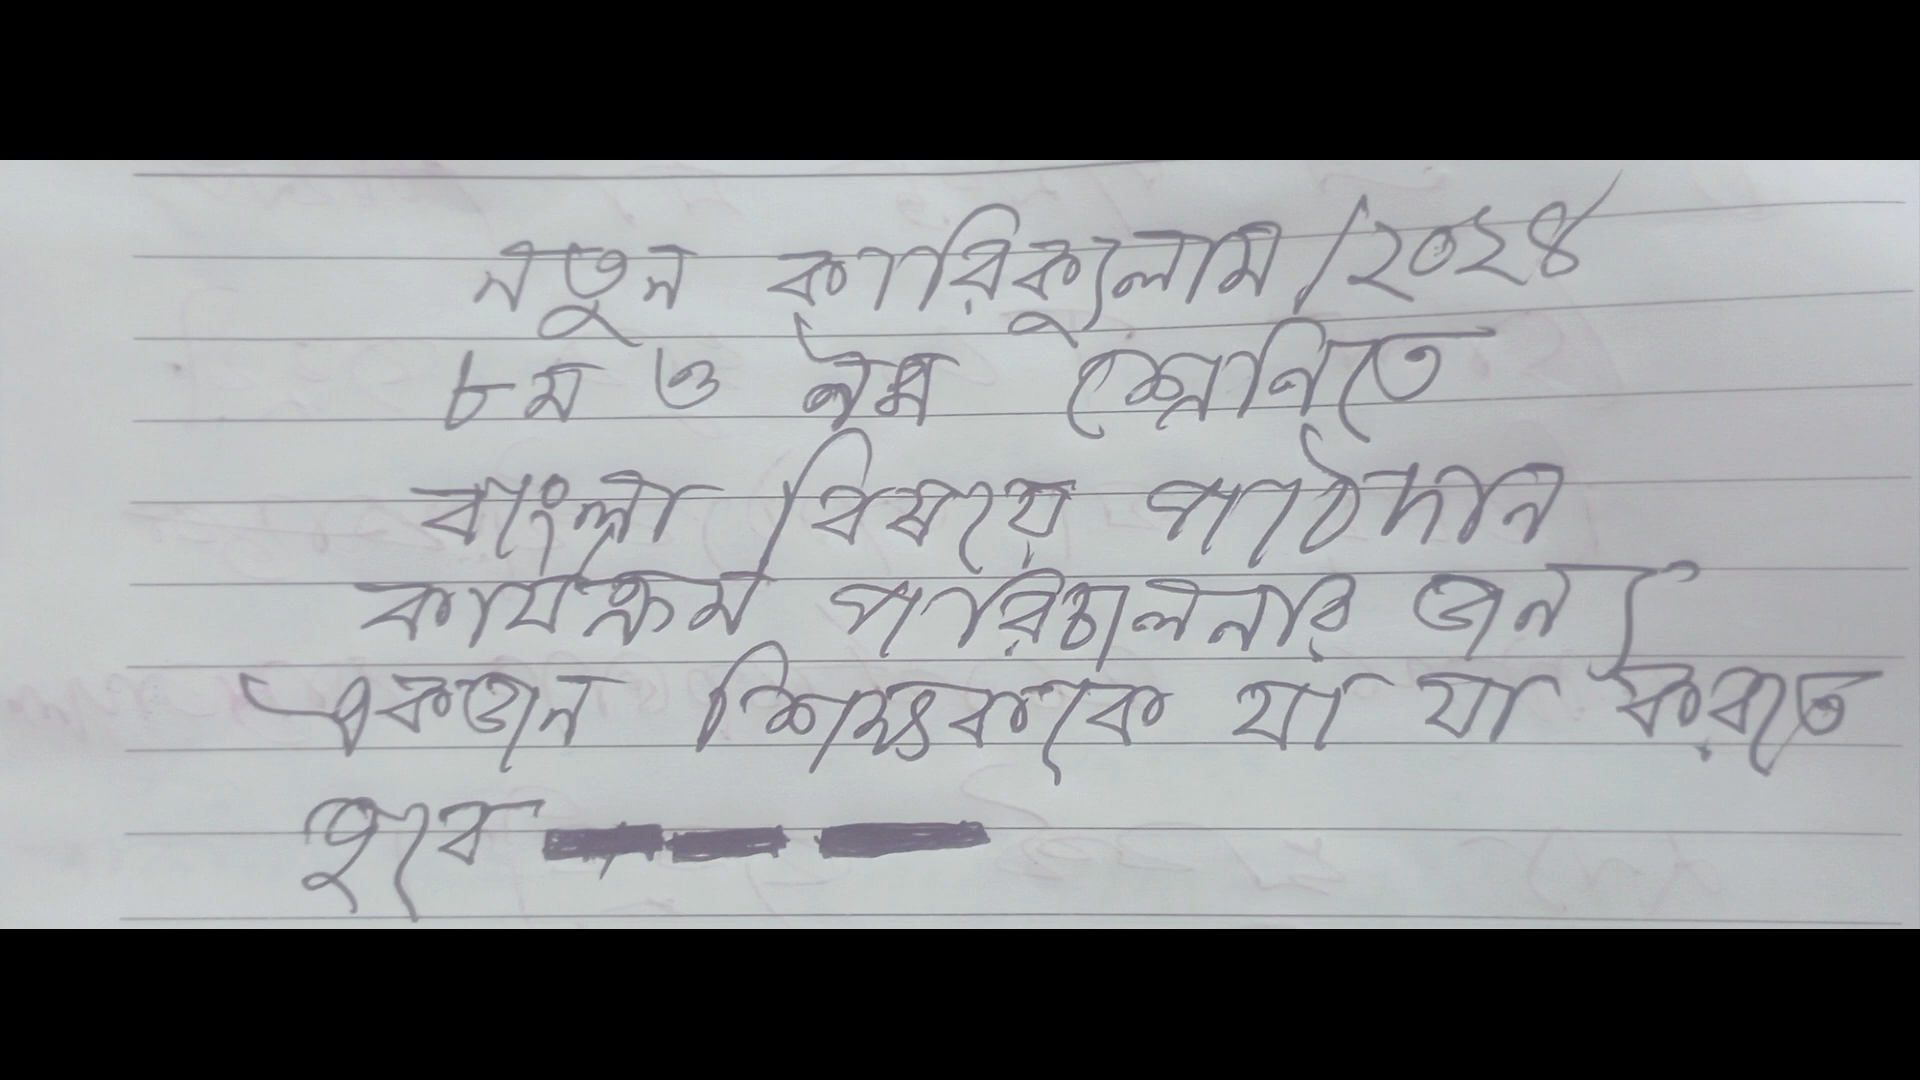 নতুন কারিকুলাম/২০২৪
৮ম ও ৯ম শ্রেনিতে
বাংলা বিষয়ে পাঠদান
কার্যক্রম পরিচালনার জন্য
একজন শিক্ষককে যা যা করতে
হবে